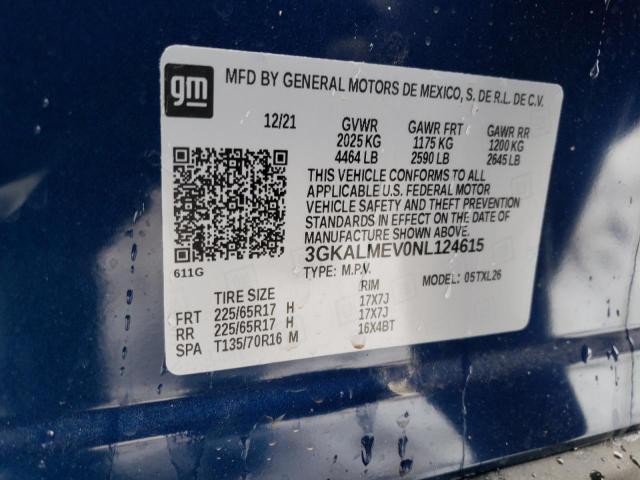 gm
MFD BY GENERAL MOTORS DE MEXICO, S. DE R.L. DE C.V.
12/21 GVWR GAWR FRT GAWR RR
2025 KG 1175 KG 1200 KG
4464 LB 2590 LB 2645 LB
THIS VEHICLE CONFORMS TO ALL
APPLICABLE U.S. FEDERAL MOTOR
VEHICLE SAFETY AND THEFT PREVENTION
STANDARDS IN EFFECT ON THE DATE OF
MANUFACTURE SHOWN ABOVE.
3GKALMEV0NL124615
611G
TYPE: M.P.V. MODEL: 05TXL26
TIRE SIZE RIM
FRT 225/65R17 H 17X7J
RR 225/65R17 H 17X7J
SPA T135/70R16 M 16X4BT